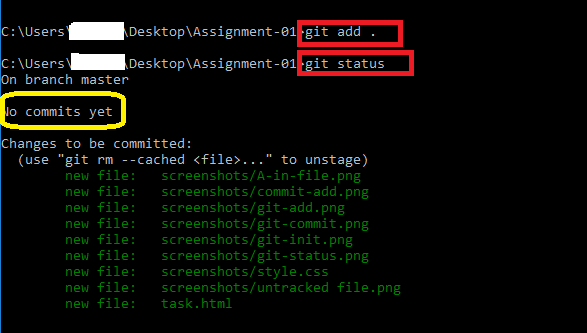 C:\Users\ \Desktop\Assignment-01>git add .
C:\Users\ \Desktop\Assignment-01>git status
On branch master
No commits yet
Changes to be committed:
(use "git rm --cached <file>..." to unstage)
new file: screenshots/A-in-file.png
new file: screenshots/commit-add.png
new file: screenshots/git-add.png
new file: screenshots/git-commit.png
new file: screenshots/git-init.png
new file: screenshots/git-status.png
new file: screenshots/style.css
new file: screenshots/untracked file.png
new file: task.html